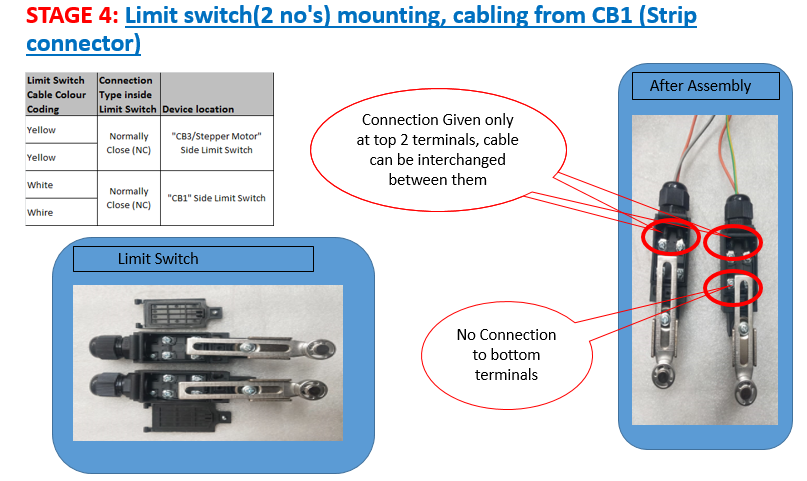 STAGE 4: Limit switch(2 no's) mounting, cabling from CB1 (Strip
connector)
Limit Switch
Cable Colour
Coding
Connection
Type inside
Limit Switch
Device location
Yellow
Yellow
Normally
Close (NC)
"CB3/Stepper Motor"
Side Limit Switch
White
Whire
Normally
Close (NC)
"CB1" Side Limit Switch
Connection Given only
at top 2 terminals, cable
can be interchanged
between them
After Assembly
Limit Switch
No Connection
to bottom
terminals